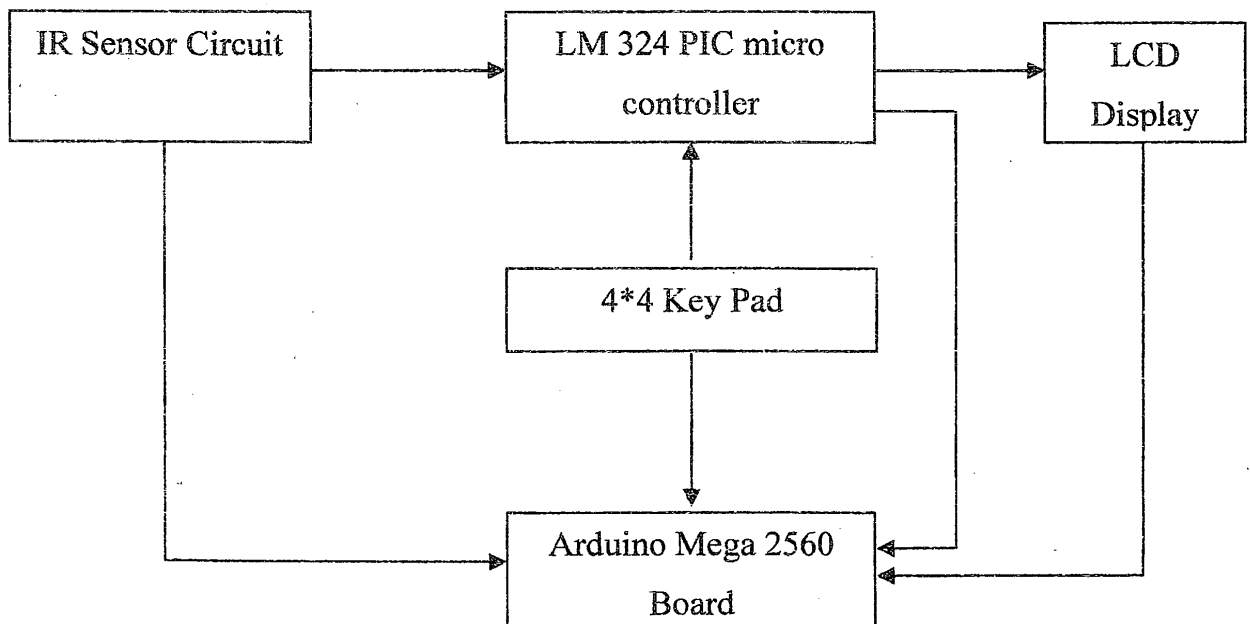 IR Sensor Circuit
LM 324 PIC micro
controller
LCD
Display
4*4 Key Pad
Arduino Mega 2560
Board